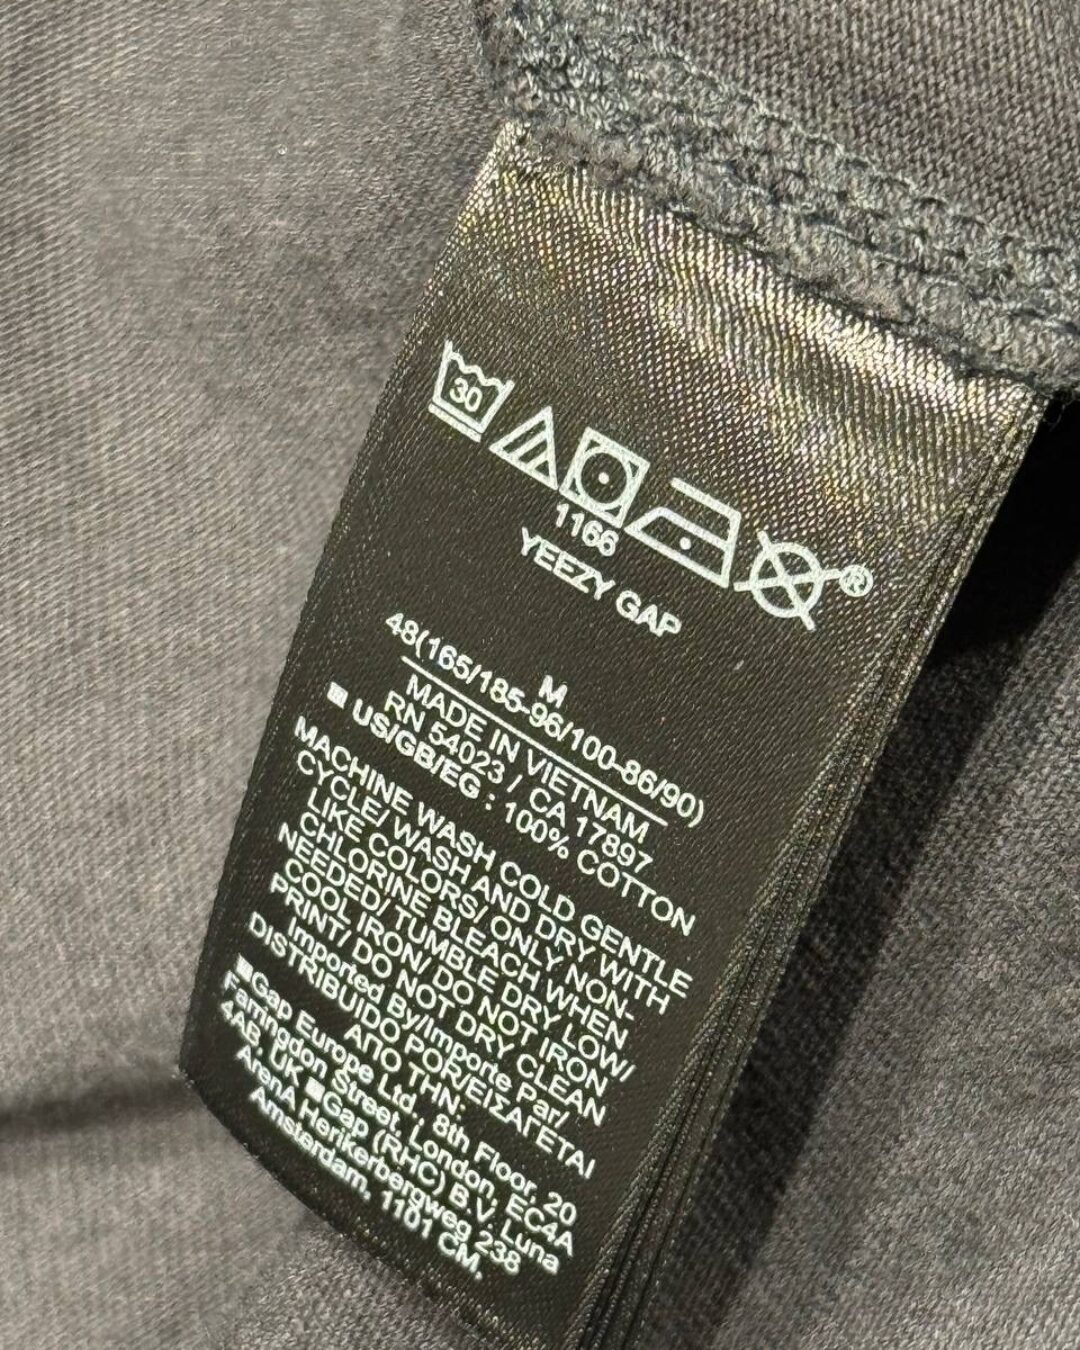 30
®
1166
YEEZY GAP
M
48(165/185-96/100-86/90)
MADE IN VIETNAM
RN 54023 / CA 17897
US/GB/EG : 100% COTTON
MACHINE WASH COLD GENTLE
CYCLE/ WASH AND DRY WITH
LIKE COLORS/ ONLY NON-
CHLORINE BLEACH WHEN
NEEDED/ TUMBLE DRY LOW/
COOL IRON/ DO NOT IRON
PRINT/ DO NOT DRY CLEAN
Imported By/Importe Par/
DISTRIBUIDO POR/ΕΙΣΑΓΕΤΑΙ
ΑΠΟ ΤΗΝ:
Gap Europe Ltd., 8th Floor, 20
Farringdon Street, London, EC4A
4AB, UK Gap (RHC) B.V. Luna
ArenA Herikerbergweg 238
Amsterdam, 1101 CM,